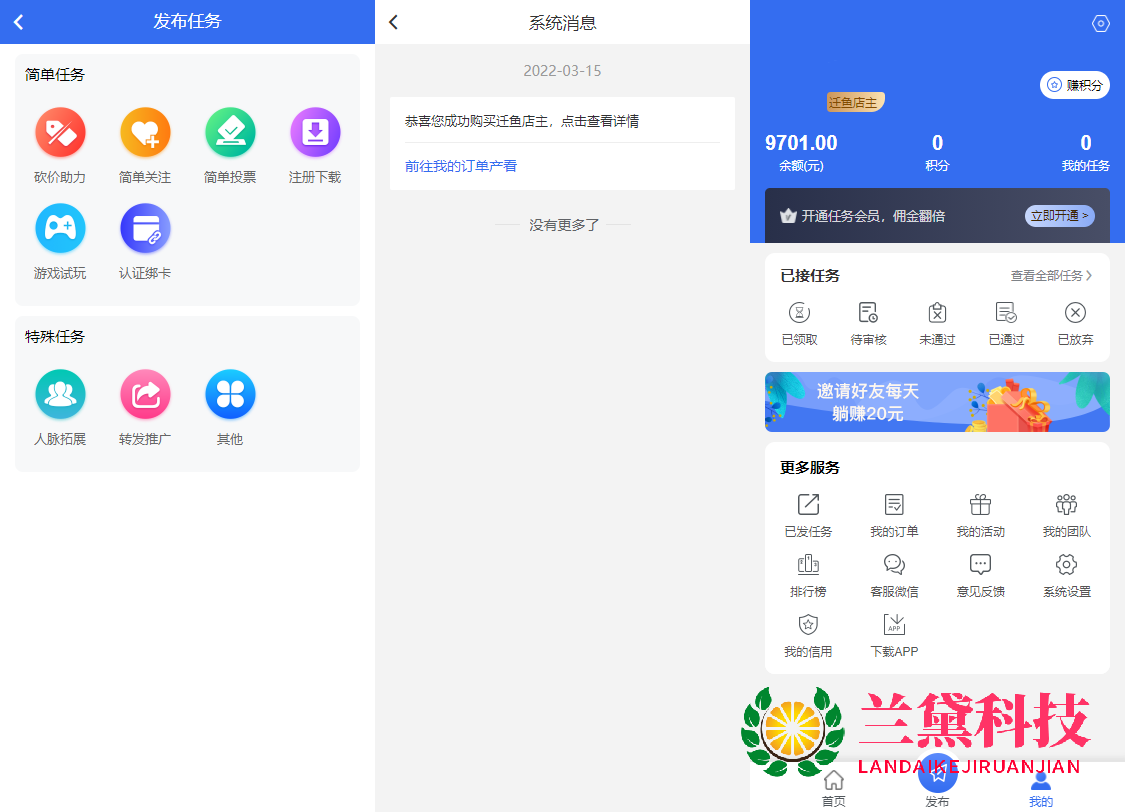 发布任务
简单任务
砍价助力
简单关注
简单投票
注册下载
游戏试玩
认证绑卡
特殊任务
人脉拓展
转发推广
其他
系统消息
2022-03-15
恭喜您成功购买迁鱼店主，点击查看详情
前往我的订单产看
没有更多了
赚积分
迁鱼店主
9701.00
余额(元)
0
积分
0
我的任务
开通任务会员，佣金翻倍
立即开通 >
已接任务
查看全部任务
已领取
待审核
未通过
已通过
已放弃
邀请好友每天
躺赚20元
更多服务
已发任务
我的订单
我的活动
我的团队
排行榜
客服微信
意见反馈
系统设置
我的信用
APP
下载APP
兰黛科技
LANDAIKEJIRUANJIAN
首页
发布
我的